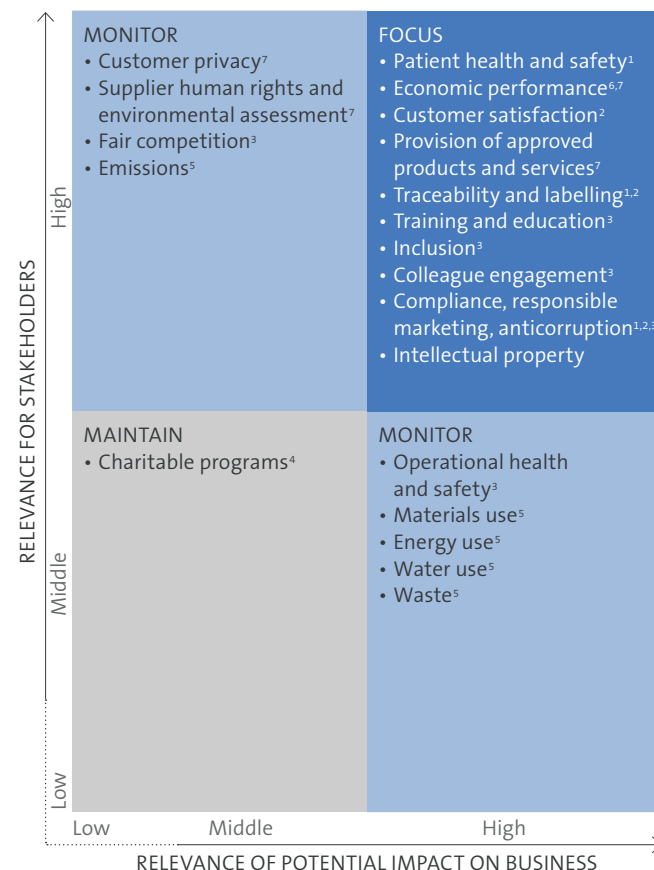 MONITOR
• Customer privacy⁷
• Supplier human rights and
environmental assessment⁷
• Fair competition³
• Emissions⁵
FOCUS
• Patient health and safety¹
• Economic performance⁶,⁷
• Customer satisfaction²
• Provision of approved
products and services⁷
• Traceability and labelling¹,²
• Training and education³
• Inclusion³
• Colleague engagement³
• Compliance, responsible
marketing, anticorruption¹,²,³
• Intellectual property
MAINTAIN
• Charitable programs⁴
MONITOR
• Operational health
and safety³
• Materials use⁵
• Energy use⁵
• Water use⁵
• Waste⁵
RELEVANCE FOR STAKEHOLDERS
High
Middle
Low
Low
Middle
High
RELEVANCE OF POTENTIAL IMPACT ON BUSINESS